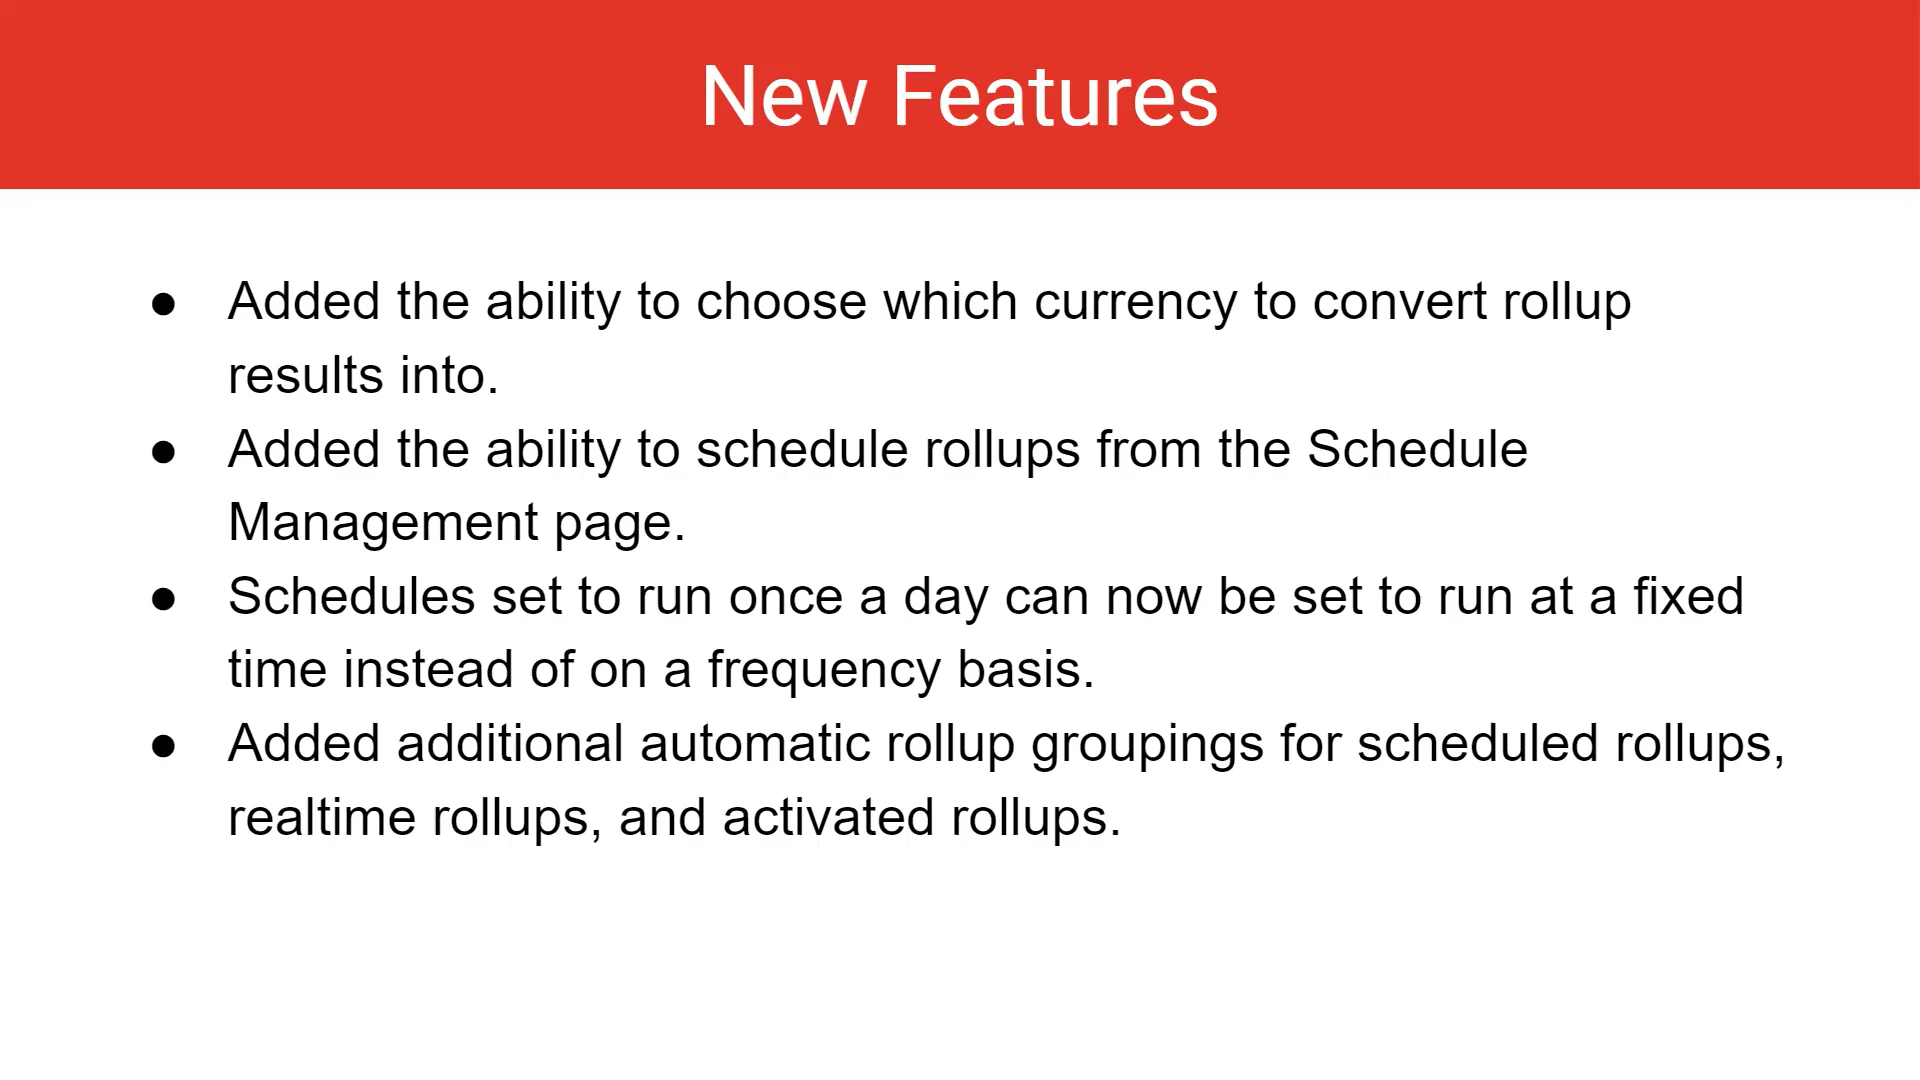 New Features
● Added the ability to choose which currency to convert rollup
results into.
● Added the ability to schedule rollups from the Schedule
Management page.
● Schedules set to run once a day can now be set to run at a fixed
time instead of on a frequency basis.
● Added additional automatic rollup groupings for scheduled rollups,
realtime rollups, and activated rollups.